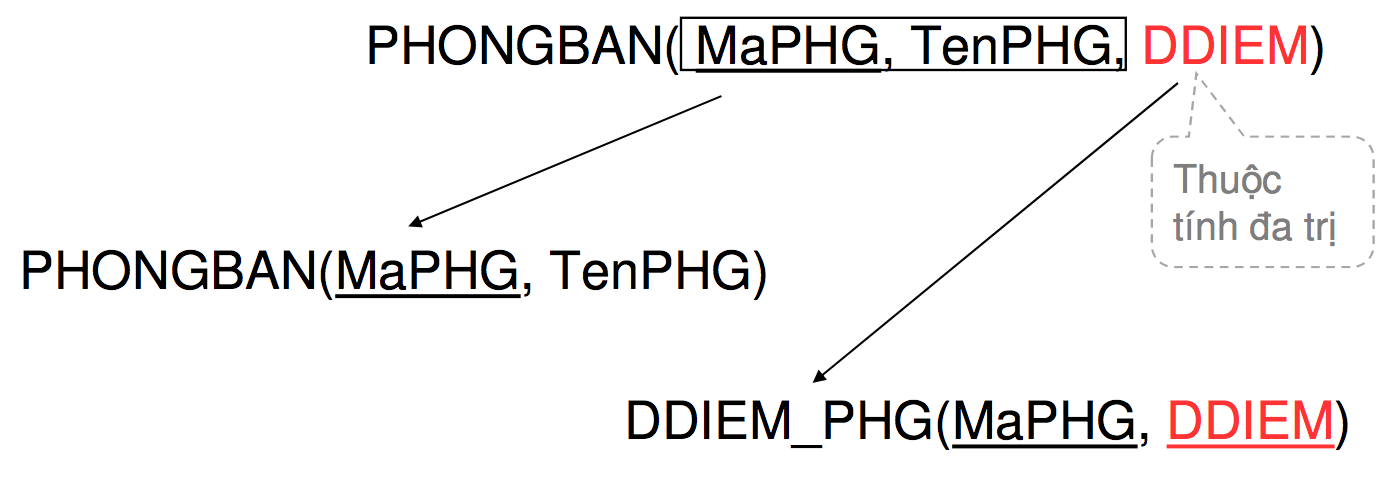 PHONGBAN( MaPHG, TenPHG, DDIEM)
Thuộc
tính đa trị
PHONGBAN(MaPHG, TenPHG)
DDIEM_PHG(MaPHG, DDIEM)